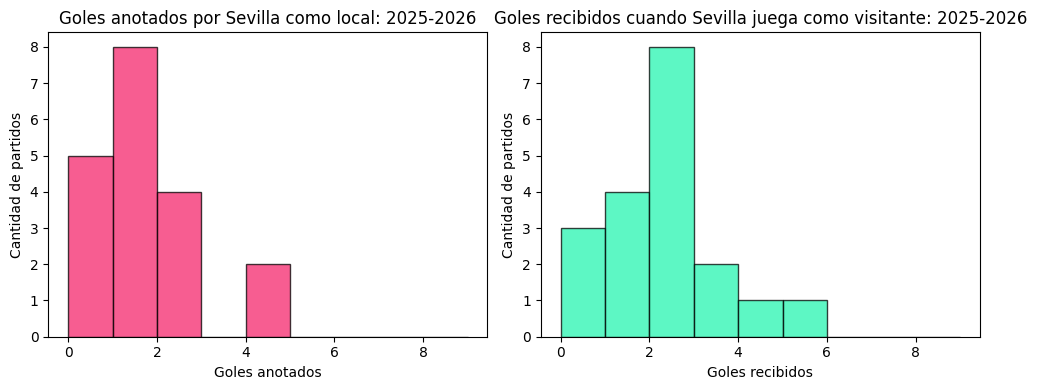 Goles anotados por Sevilla como local: 2025-2026
Cantidad de partidos
8
7
6
5
4
3
2
1
0
0 2 4 6 8
Goles anotados
Goles recibidos cuando Sevilla juega como visitante: 2025-2026
Cantidad de partidos
8
7
6
5
4
3
2
1
0
0 2 4 6 8
Goles recibidos